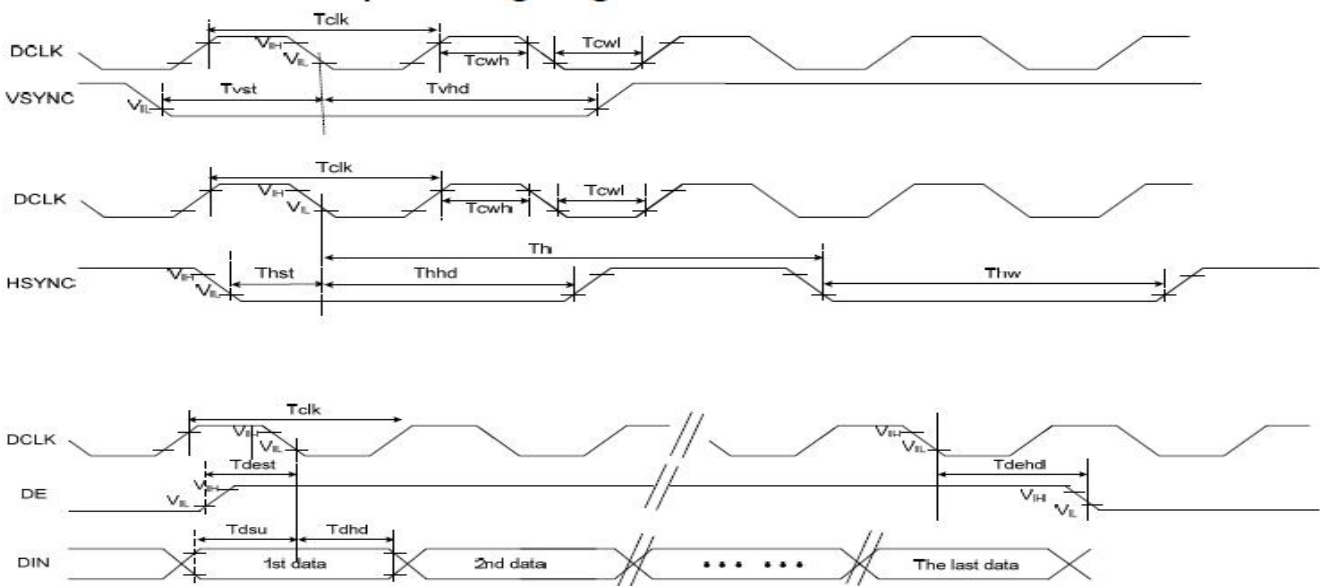 Tclk
DCLK VIH VIL Tcwh Tcwl
VSYNC VIL Tvst Tvhd
Tclk
DCLK VIH VIL Tcwh Tcwl
Th
HSYNC VIH VIL Thst Thhd Thw
Tclk
DCLK VIH VIL VIH VIL
Tdest Tdehd
DE VIL VIH VIH VIL
Tdsu Tdhd
DIN 1st data 2nd data ••• ••• The last data